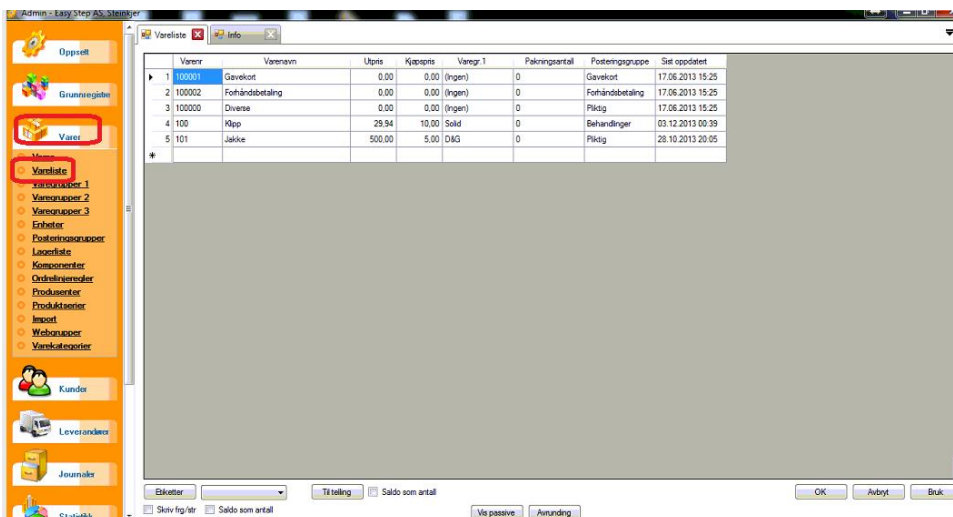 Admin - Easy Step AS, Steinkjer
Oppsett
Grunnregistre
Varer
Vareliste
Varegrupper 1
Varegrupper 2
Varegrupper 3
Enheter
Posteringsgrupper
Lagerliste
Komponenter
Ordrelinjeregler
Produsenter
Produktserier
Import
Webgrupper
Varekategorier
Kunder
Leverandører
Journaler
Statistikk
Vareliste Info
Varenr Varenavn Utpris Kjøpspris Varegr.1 Pakningsantall Posteringsgruppe Sist oppdatert
1 100001 Gavekort 0,00 0,00 (Ingen) 0 Gavekort 17.06.2013 15:25
2 100002 Forhåndsbetaling 0,00 0,00 (Ingen) 0 Forhåndsbetaling 17.06.2013 15:25
3 100000 Diverse 0,00 0,00 (Ingen) 0 Pliktig 17.06.2013 15:25
4 100 Klipp 29,94 10,00 Solid 0 Behandlinger 03.12.2013 00:39
5 101 Jakke 500,00 5,00 D&G 0 Pliktig 28.10.2013 20:05
Etiketter Til telling Saldo som antall OK Avbryt Bruk
Skriv frg/str Saldo som antall Vis passive Avrunding